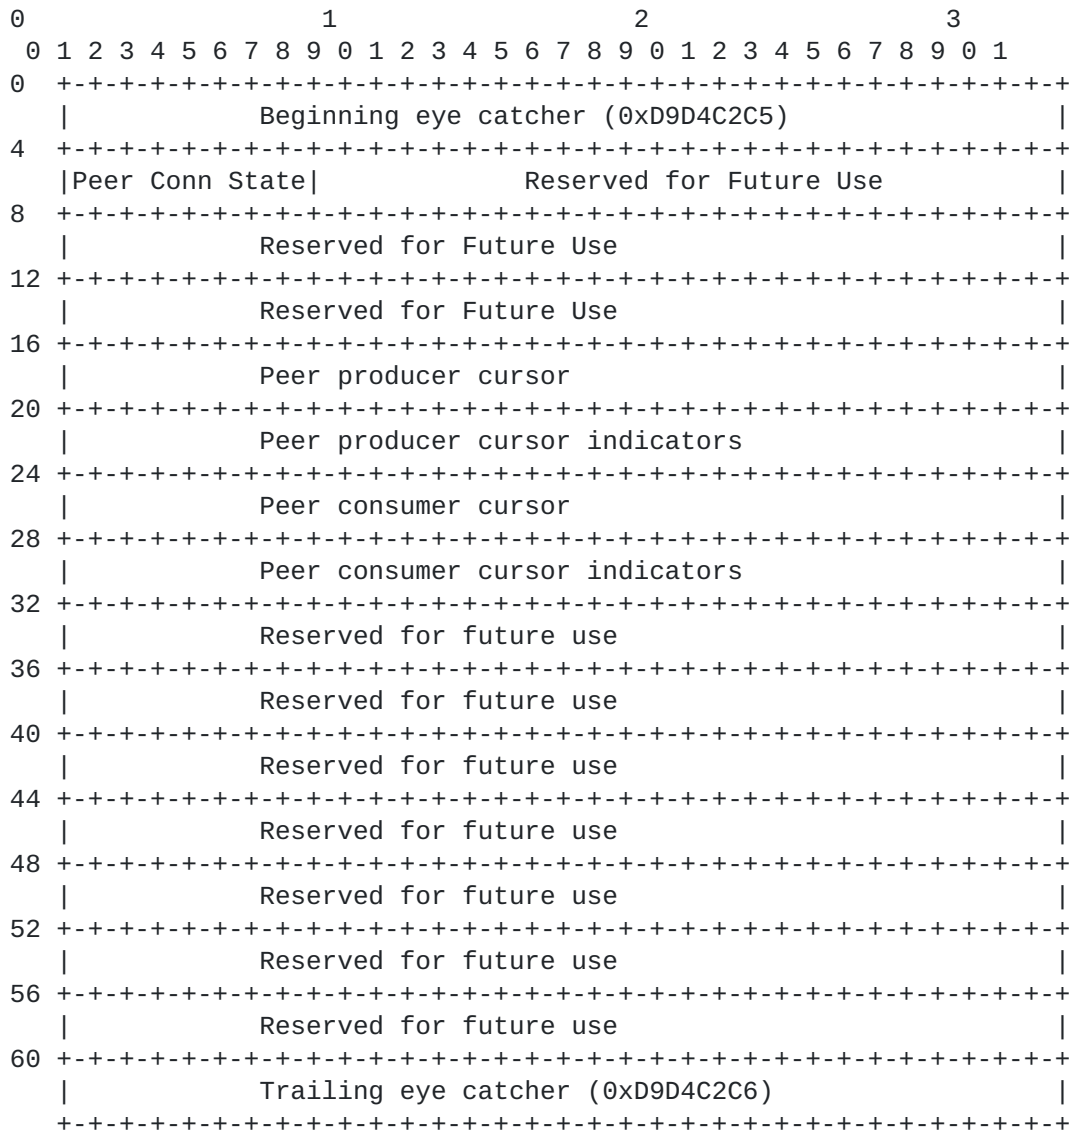 0                   1                   2                   3
 0 1 2 3 4 5 6 7 8 9 0 1 2 3 4 5 6 7 8 9 0 1 2 3 4 5 6 7 8 9 0 1
0  +-+-+-+-+-+-+-+-+-+-+-+-+-+-+-+-+-+-+-+-+-+-+-+-+-+-+-+-+-+-+-+-+
   |            Beginning eye catcher (0xD9D4C2C5)                 |
4  +-+-+-+-+-+-+-+-+-+-+-+-+-+-+-+-+-+-+-+-+-+-+-+-+-+-+-+-+-+-+-+-+
   |Peer Conn State|             Reserved for Future Use           |
8  +-+-+-+-+-+-+-+-+-+-+-+-+-+-+-+-+-+-+-+-+-+-+-+-+-+-+-+-+-+-+-+-+
   |            Reserved for Future Use                            |
12 +-+-+-+-+-+-+-+-+-+-+-+-+-+-+-+-+-+-+-+-+-+-+-+-+-+-+-+-+-+-+-+-+
   |            Reserved for Future Use                            |
16 +-+-+-+-+-+-+-+-+-+-+-+-+-+-+-+-+-+-+-+-+-+-+-+-+-+-+-+-+-+-+-+-+
   |            Peer producer cursor                               |
20 +-+-+-+-+-+-+-+-+-+-+-+-+-+-+-+-+-+-+-+-+-+-+-+-+-+-+-+-+-+-+-+-+
   |            Peer producer cursor indicators                    |
24 +-+-+-+-+-+-+-+-+-+-+-+-+-+-+-+-+-+-+-+-+-+-+-+-+-+-+-+-+-+-+-+-+
   |            Peer consumer cursor                               |
28 +-+-+-+-+-+-+-+-+-+-+-+-+-+-+-+-+-+-+-+-+-+-+-+-+-+-+-+-+-+-+-+-+
   |            Peer consumer cursor indicators                    |
32 +-+-+-+-+-+-+-+-+-+-+-+-+-+-+-+-+-+-+-+-+-+-+-+-+-+-+-+-+-+-+-+-+
   |            Reserved for future use                            |
36 +-+-+-+-+-+-+-+-+-+-+-+-+-+-+-+-+-+-+-+-+-+-+-+-+-+-+-+-+-+-+-+-+
   |            Reserved for future use                            |
40 +-+-+-+-+-+-+-+-+-+-+-+-+-+-+-+-+-+-+-+-+-+-+-+-+-+-+-+-+-+-+-+-+
   |            Reserved for future use                            |
44 +-+-+-+-+-+-+-+-+-+-+-+-+-+-+-+-+-+-+-+-+-+-+-+-+-+-+-+-+-+-+-+-+
   |            Reserved for future use                            |
48 +-+-+-+-+-+-+-+-+-+-+-+-+-+-+-+-+-+-+-+-+-+-+-+-+-+-+-+-+-+-+-+-+
   |            Reserved for future use                            |
52 +-+-+-+-+-+-+-+-+-+-+-+-+-+-+-+-+-+-+-+-+-+-+-+-+-+-+-+-+-+-+-+-+
   |            Reserved for future use                            |
56 +-+-+-+-+-+-+-+-+-+-+-+-+-+-+-+-+-+-+-+-+-+-+-+-+-+-+-+-+-+-+-+-+
   |            Reserved for future use                            |
60 +-+-+-+-+-+-+-+-+-+-+-+-+-+-+-+-+-+-+-+-+-+-+-+-+-+-+-+-+-+-+-+-+
   |            Trailing eye catcher (0xD9D4C2C6)                  |
   +-+-+-+-+-+-+-+-+-+-+-+-+-+-+-+-+-+-+-+-+-+-+-+-+-+-+-+-+-+-+-+-+